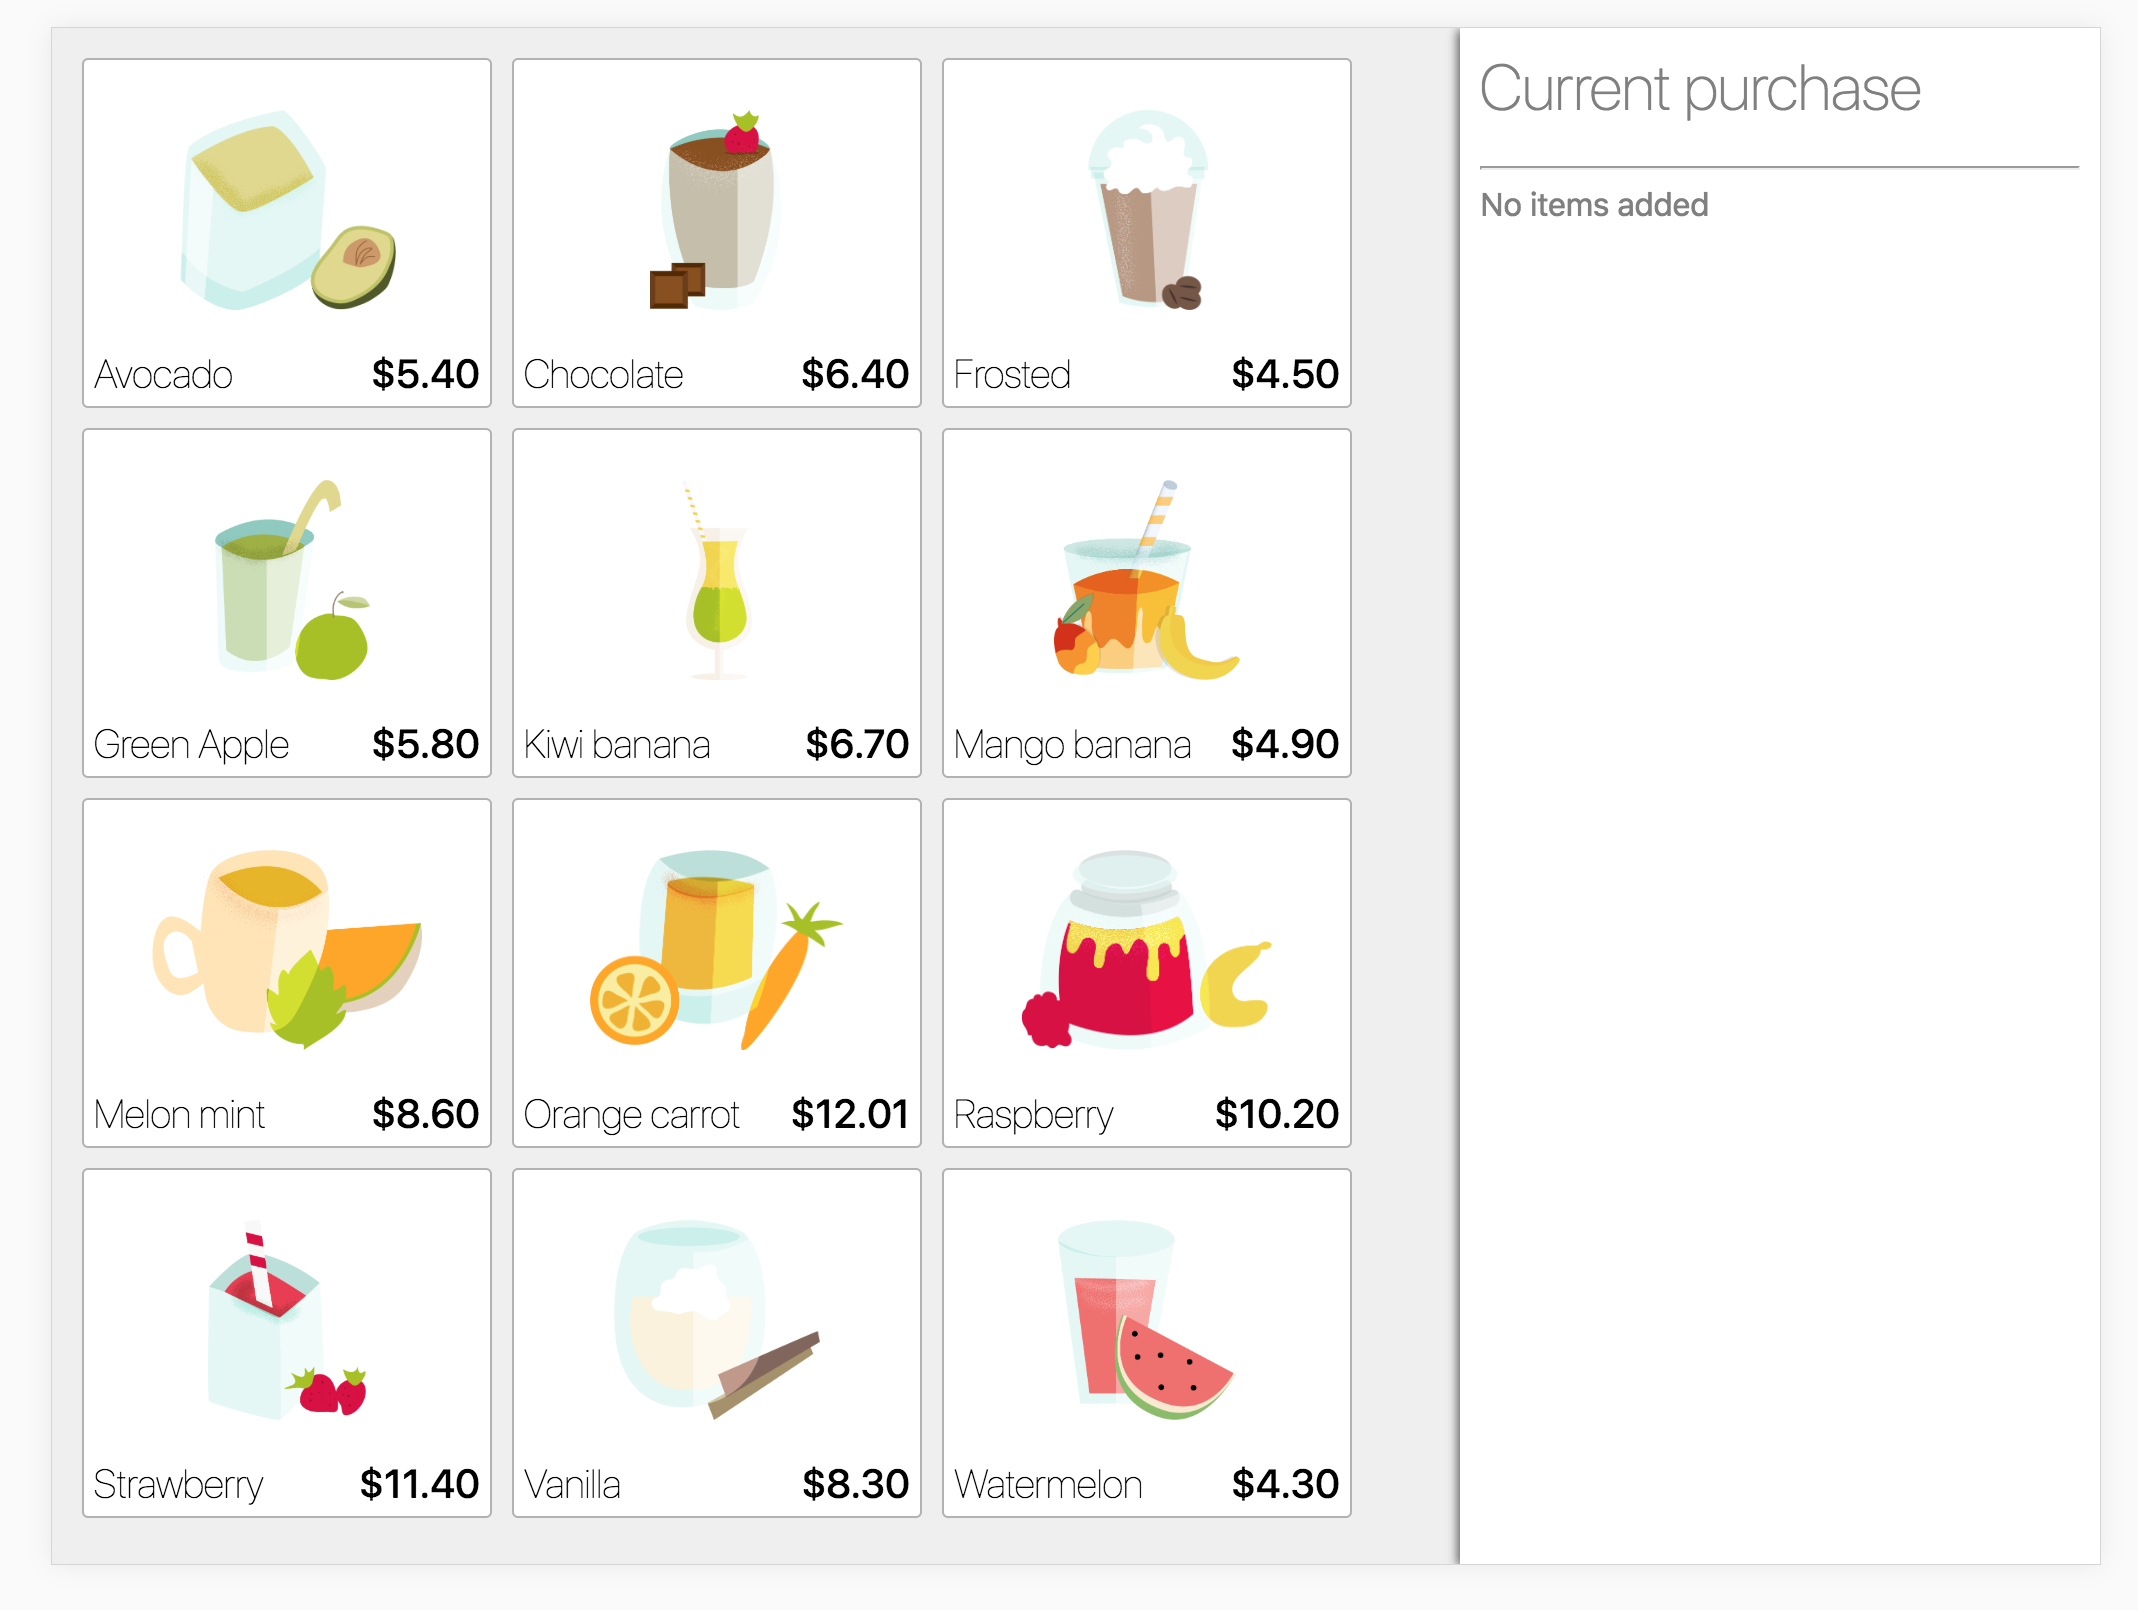 Current purchase
No items added
Avocado $5.40
Chocolate $6.40
Frosted $4.50
Green Apple $5.80
Kiwi banana $6.70
Mango banana $4.90
Melon mint $8.60
Orange carrot $12.01
Raspberry $10.20
Strawberry $11.40
Vanilla $8.30
Watermelon $4.30